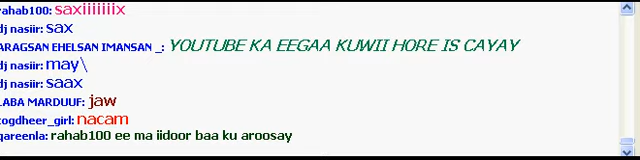 rahab100: saxiiiiiiix
dj nasiir: sax
ARAGSAN EHELSAN IMANSAN _: YOUTUBE KA EEGAA KUWII HORE IS CAYAY
dj nasiir: may\
dj nasiir: saax
LABA MARDUUF: jaw
togdheer_girl: nacam
qareenla: rahab100 ee ma iidoor baa ku aroosay